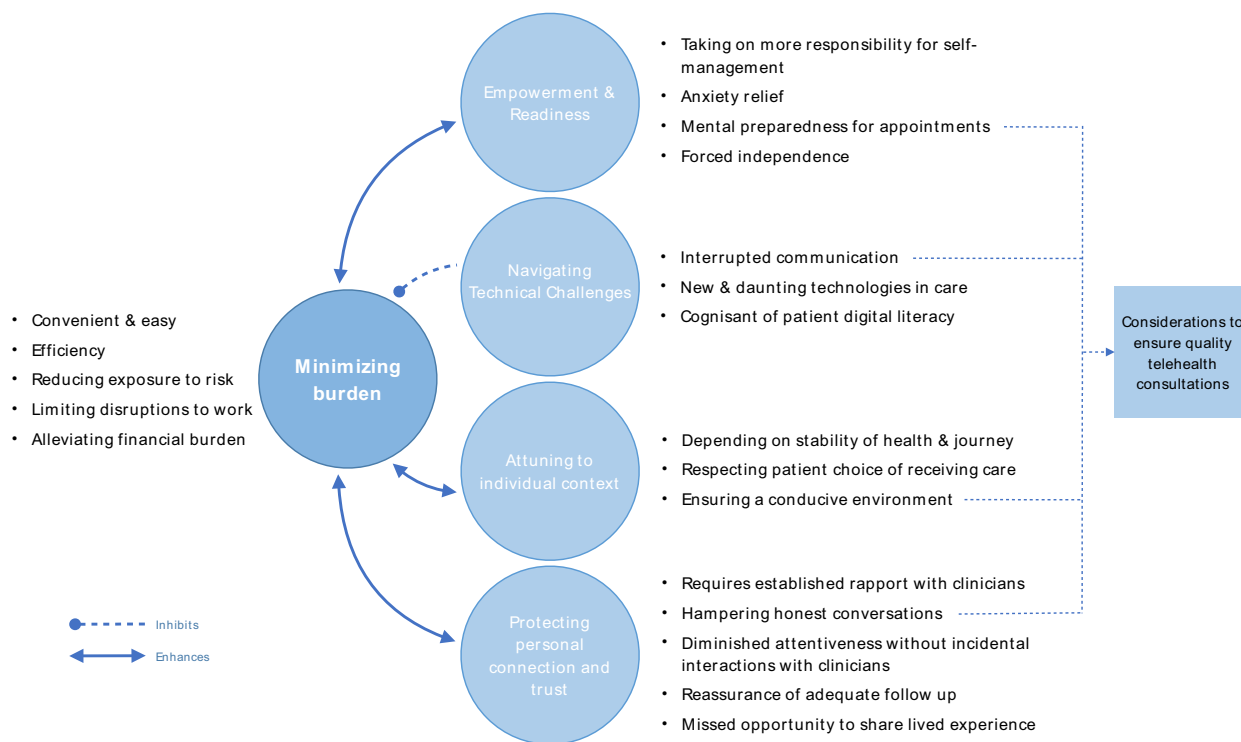 Empowerment &
Readiness
• Taking on more responsibility for self-
management
• Anxiety relief
• Mental preparedness for appointments
• Forced independence
Navigating
Technical Challenges
• Interrupted communication
• New & daunting technologies in care
• Cognisant of patient digital literacy
• Convenient & easy
• Efficiency
• Reducing exposure to risk
• Limiting disruptions to work
• Alleviating financial burden
Minimizing
burden
Considerations to
ensure quality
telehealth
consultations
Attuning to
individual context
• Depending on stability of health & journey
• Respecting patient choice of receiving care
• Ensuring a conducive environment
Protecting
personal
connection and
trust
• Requires established rapport with clinicians
• Hampering honest conversations
• Diminished attentiveness without incidental
interactions with clinicians
• Reassurance of adequate follow up
• Missed opportunity to share lived experience
Inhibits
Enhances